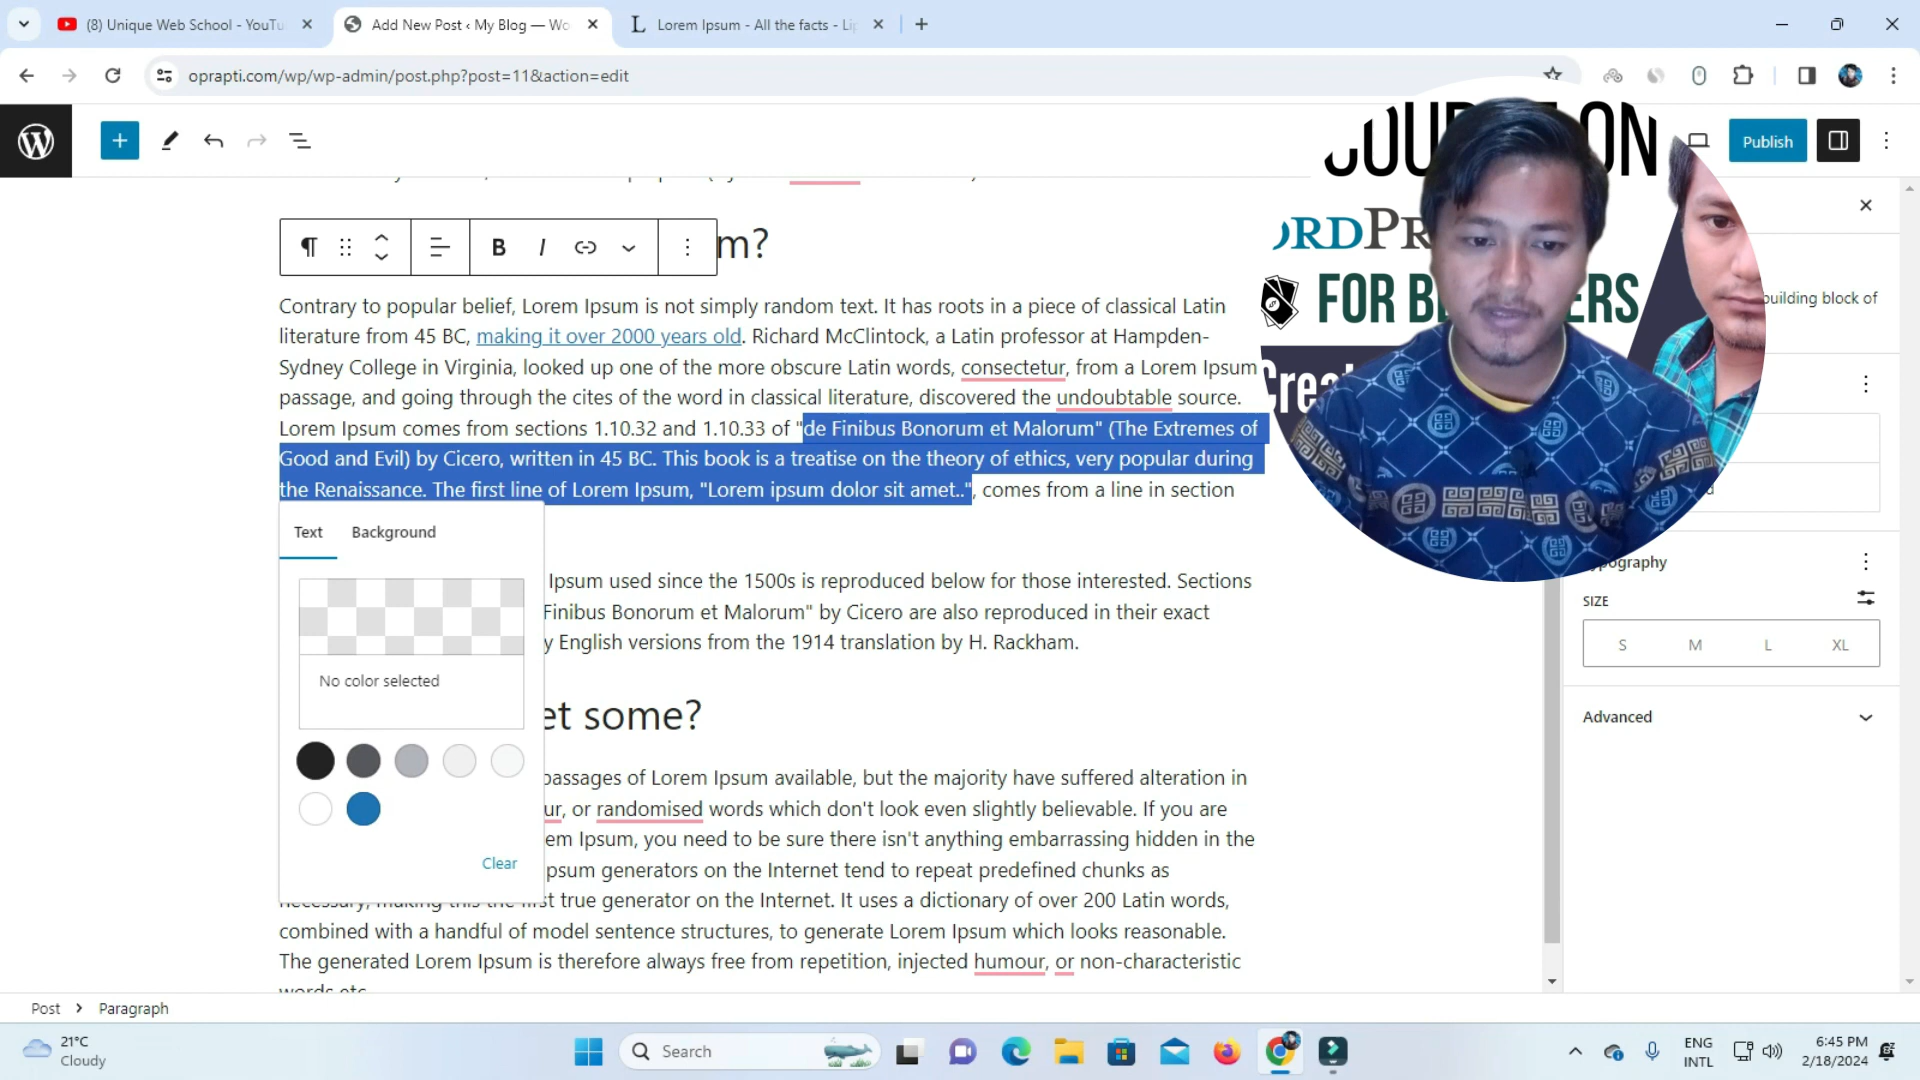 (8) Unique Web School - YouTu
Add New Post ‹ My Blog — Wo
Lorem Ipsum - All the facts - Lip
oprapti.com/wp/wp-admin/post.php?post=11&action=edit
Publish
m?
Contrary to popular belief, Lorem Ipsum is not simply random text. It has roots in a piece of classical Latin
literature from 45 BC, making it over 2000 years old. Richard McClintock, a Latin professor at Hampden-
Sydney College in Virginia, looked up one of the more obscure Latin words, consectetur, from a Lorem Ipsum
passage, and going through the cites of the word in classical literature, discovered the undoubtable source.
Lorem Ipsum comes from sections 1.10.32 and 1.10.33 of "de Finibus Bonorum et Malorum" (The Extremes of
Good and Evil) by Cicero, written in 45 BC. This book is a treatise on the theory of ethics, very popular during
the Renaissance. The first line of Lorem Ipsum, "Lorem ipsum dolor sit amet..", comes from a line in section
Text
Background
No color selected
Clear
Ipsum used since the 1500s is reproduced below for those interested. Sections
Finibus Bonorum et Malorum" by Cicero are also reproduced in their exact
y English versions from the 1914 translation by H. Rackham.
et some?
passages of Lorem Ipsum available, but the majority have suffered alteration in
ur, or randomised words which don't look even slightly believable. If you are
em Ipsum, you need to be sure there isn't anything embarrassing hidden in the
psum generators on the Internet tend to repeat predefined chunks as
necessary, making this the first true generator on the Internet. It uses a dictionary of over 200 Latin words,
combined with a handful of model sentence structures, to generate Lorem Ipsum which looks reasonable.
The generated Lorem Ipsum is therefore always free from repetition, injected humour, or non-characteristic
words etc.
ON
FOR
building block of
Typography
SIZE
S M L XL
Advanced
Post > Paragraph
21°C
Cloudy
Search
ENG
INTL
6:45 PM
2/18/2024